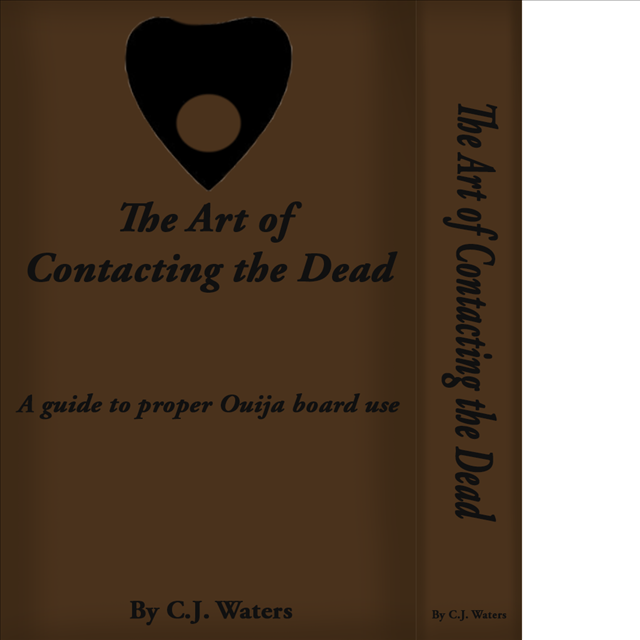 The Art of
Contacting the Dead
A guide to proper Ouija board use
By C.J. Waters
The Art of Contacting the Dead
By C.J. Waters